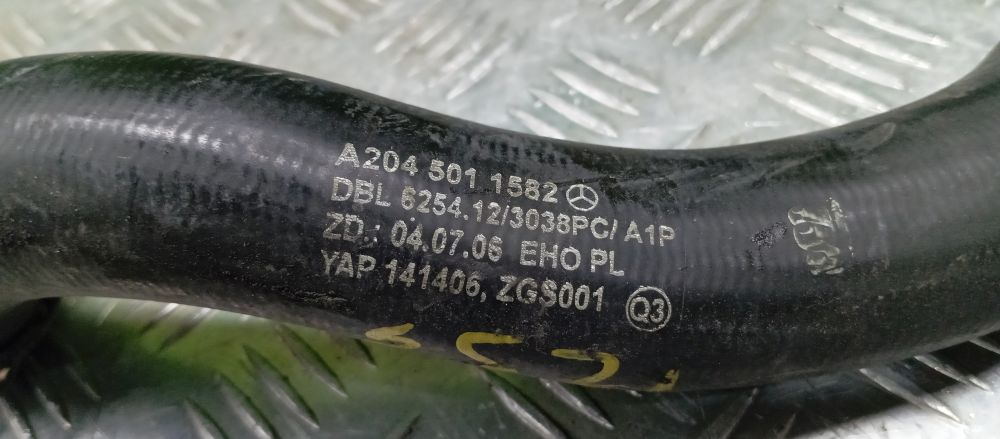 A204 501 1582
DBL 6254.12/3038PC/ A1P
ZD.: 04.07.06 EHO PL
YAP 141406, ZGS001 Q3